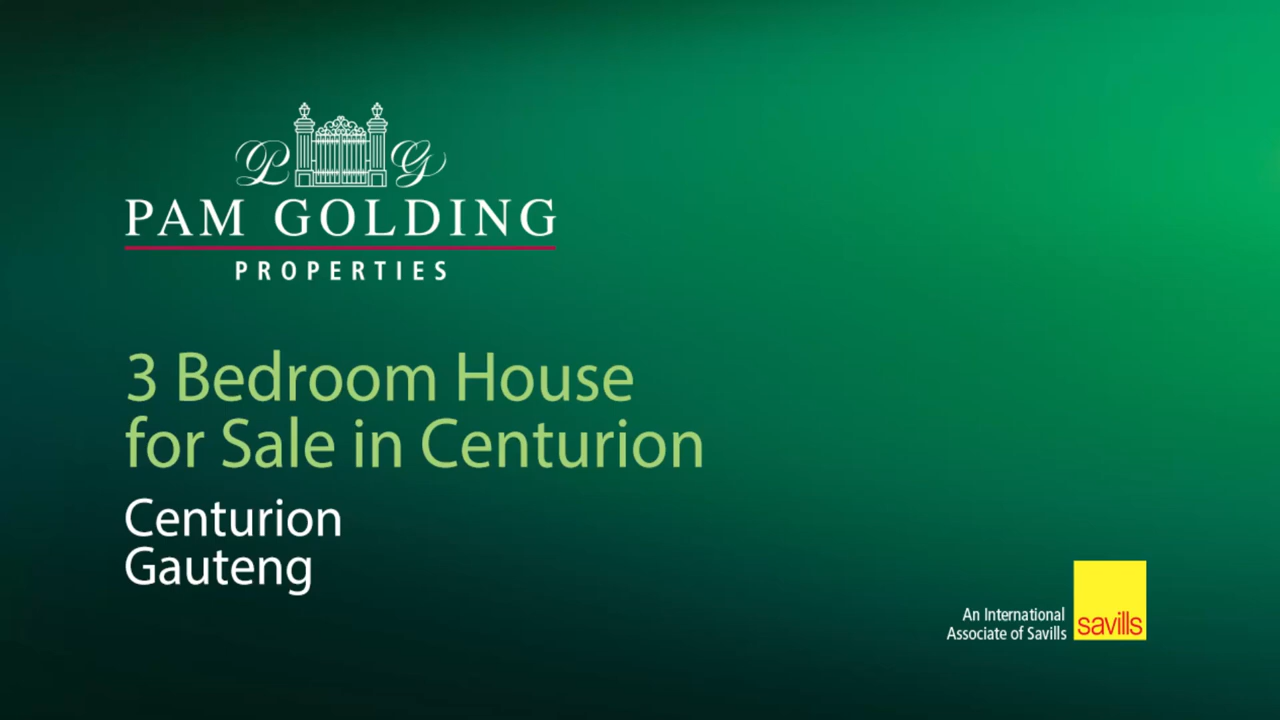 P G
PAM GOLDING
PROPERTIES
3 Bedroom House
for Sale in Centurion
Centurion
Gauteng
An International
Associate of Savills
savills